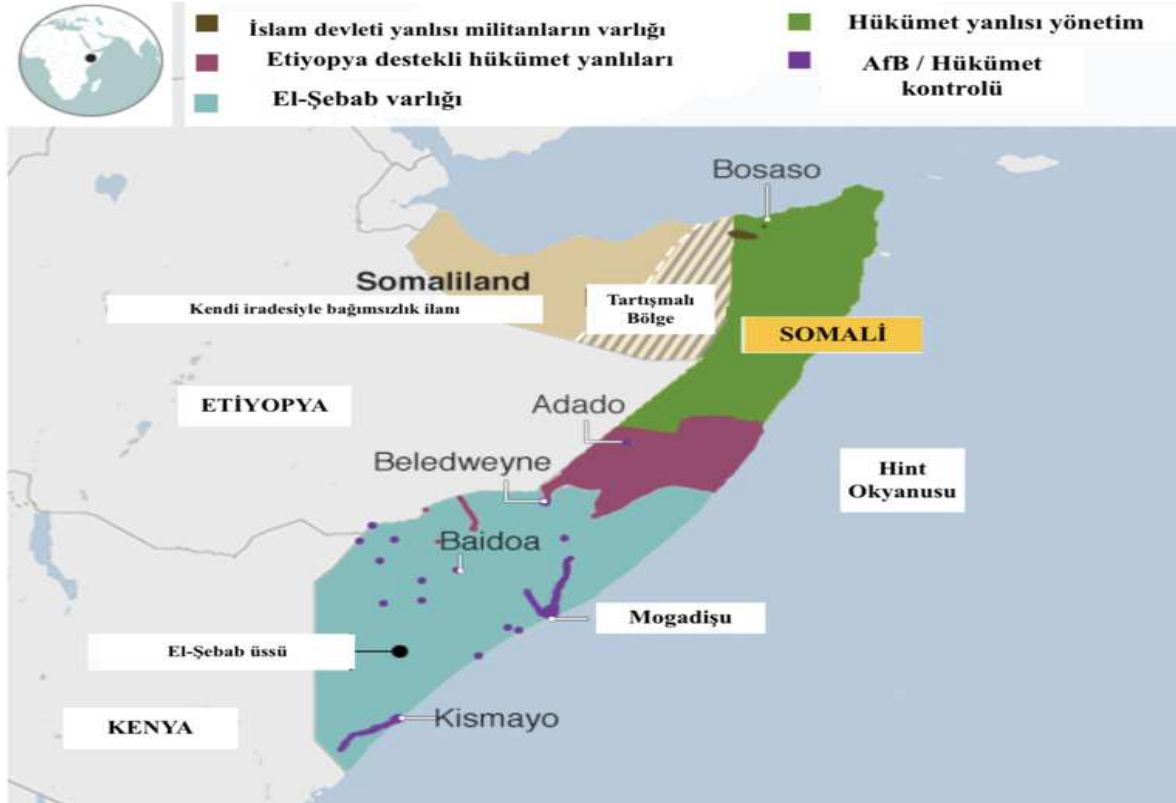 İslam devleti yanlısı militanların varlığı
Etiyopya destekli hükümet yanlıları
El-Şebab varlığı
Hükümet yanlısı yönetim
AfB / Hükümet
kontrolü
Bosaso
Somaliland
Kendi iradesiyle bağımsızlık ilanı
Tartışmalı
Bölge
SOMALİ
ETİYOPYA
Adado
Beledweyne
Hint
Okyanusu
Baidoa
Mogadişu
El-Şebab üssü
KENYA
Kismayo